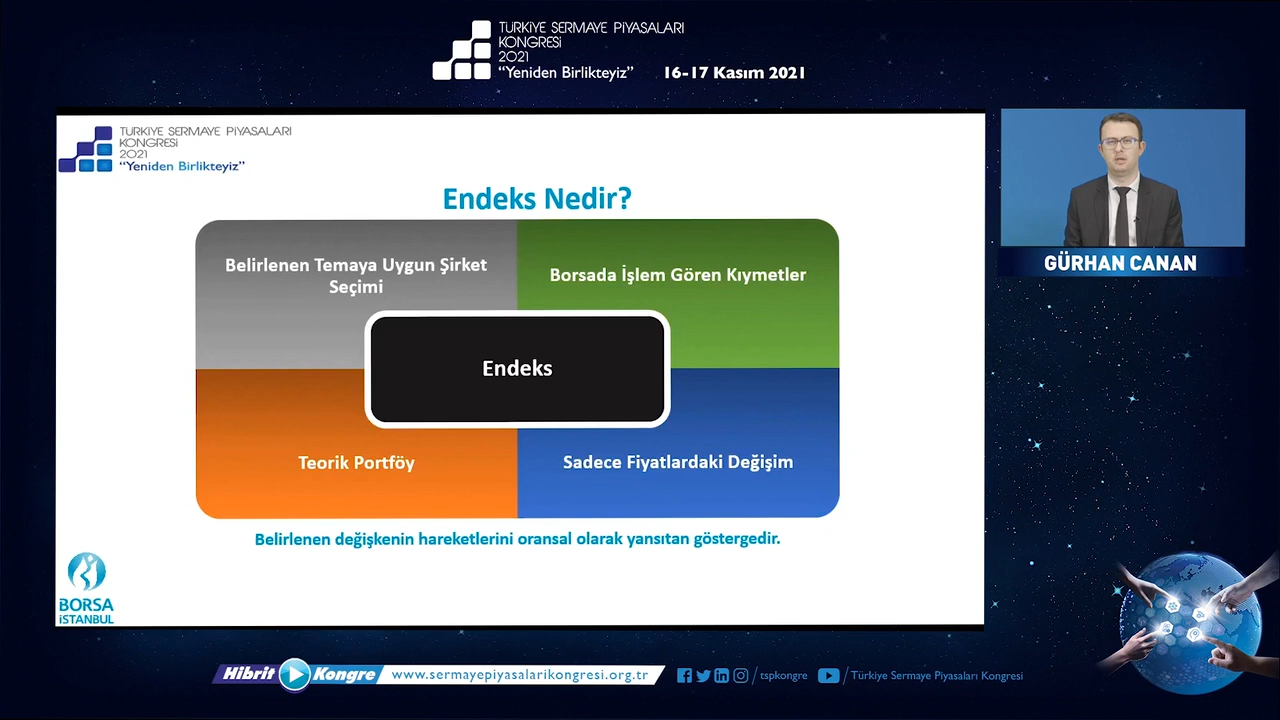 TÜRKİYE SERMAYE PİYASALARI
KONGRESİ
2021
“Yeniden Birlikteyiz” 16-17 Kasım 2021
TÜRKİYE SERMAYE PİYASALARI
KONGRESİ
2021
“Yeniden Birlikteyiz”
Endeks Nedir?
Belirlenen Temaya Uygun Şirket
Seçimi
Borsada İşlem Gören Kıymetler
Endeks
Teorik Portföy
Sadece Fiyatlardaki Değişim
Belirlenen değişkenin hareketlerini oransal olarak yansıtan göstergedir.
BORSA
İSTANBUL
GÜRHAN CANAN
Hibrit Kongre www.sermayepiyasalarikongresi.org.tr /tspkongre /Türkiye Sermaye Piyasaları Kongresi